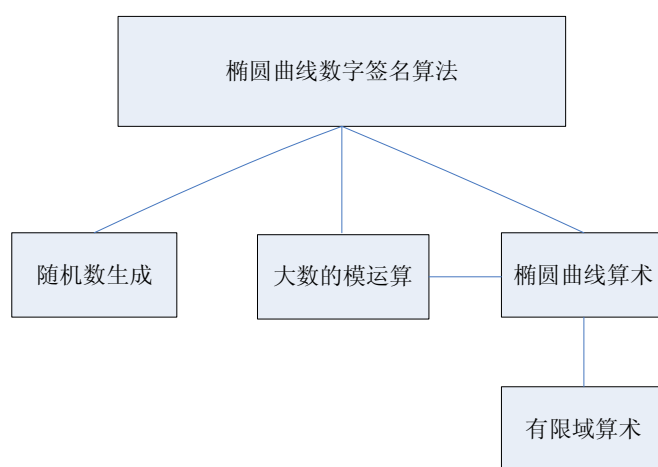 椭圆曲线数字签名算法
随机数生成
大数的模运算
椭圆曲线算术
有限域算术